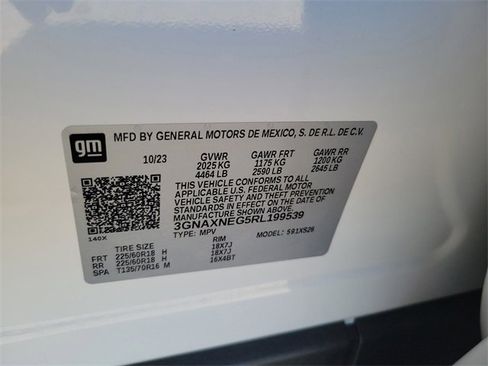 gm
MFD BY GENERAL MOTORS DE MEXICO, S. DE R.L. DE C.V.
10/23 GVWR GAWR FRT GAWR RR
2025 KG 1175 KG 1200 KG
4464 LB 2590 LB 2645 LB
THIS VEHICLE CONFORMS TO ALL
APPLICABLE U.S. FEDERAL MOTOR
VEHICLE SAFETY AND THEFT PREVENTION
STANDARDS IN EFFECT ON THE DATE OF
MANUFACTURE SHOWN ABOVE.
3GNAXNEG5RL199539
140X TYPE: MPV MODEL: 591XS26
TIRE SIZE RIM
FRT 225/60R18 H 18X7J
RR 225/60R18 H 18X7J
SPA T135/70R16 M 16X4BT